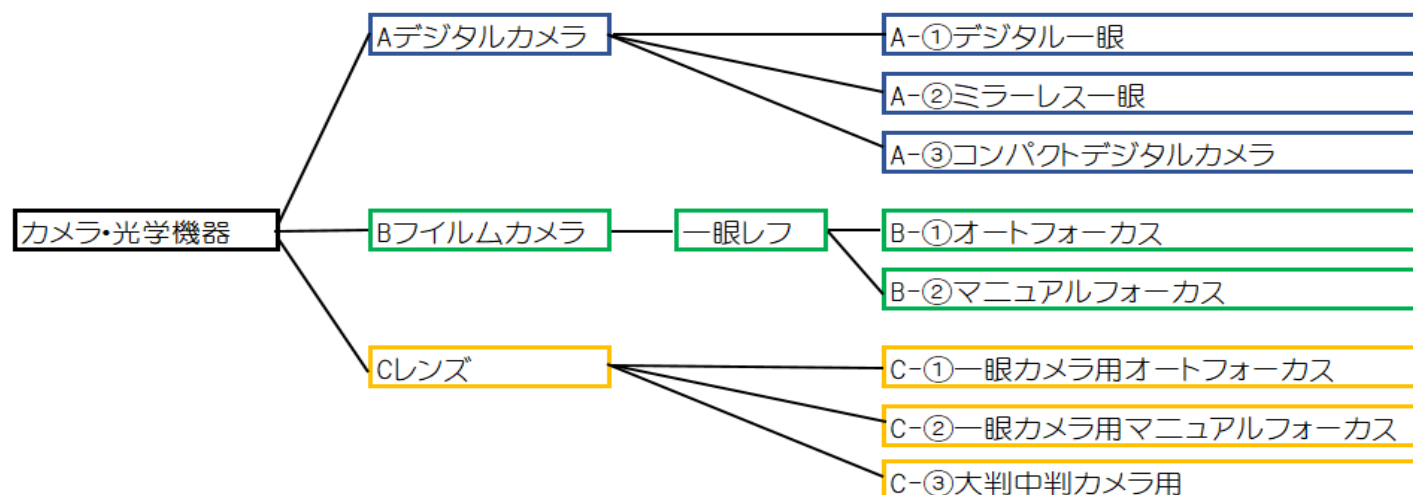 Aデジタルカメラ
A-①デジタル一眼
A-②ミラーレス一眼
A-③コンパクトデジタルカメラ
カメラ・光学機器
Bフイルムカメラ
一眼レフ
B-①オートフォーカス
B-②マニュアルフォーカス
Cレンズ
C-①一眼カメラ用オートフォーカス
C-②一眼カメラ用マニュアルフォーカス
C-③大判中判カメラ用